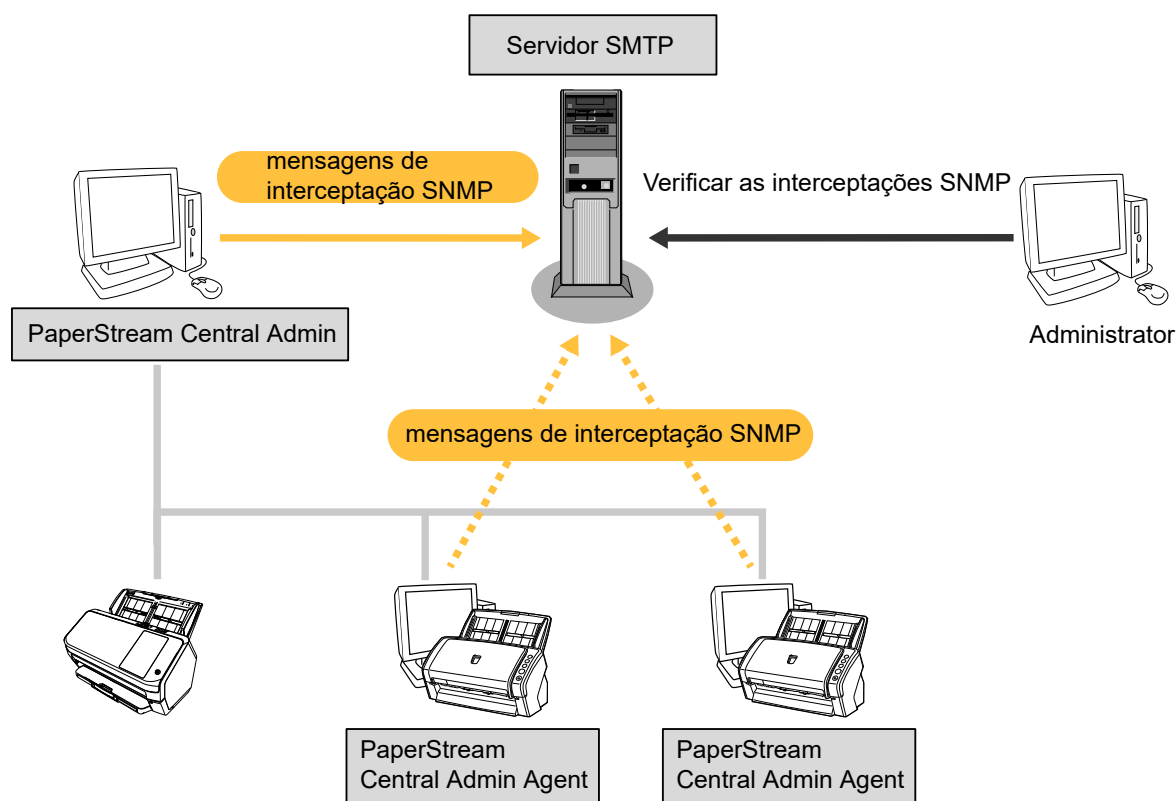 Servidor SMTP
mensagens de
interceptação SNMP
Verificar as interceptações SNMP
PaperStream Central Admin
Administrator
mensagens de interceptação SNMP
PaperStream
Central Admin Agent
PaperStream
Central Admin Agent